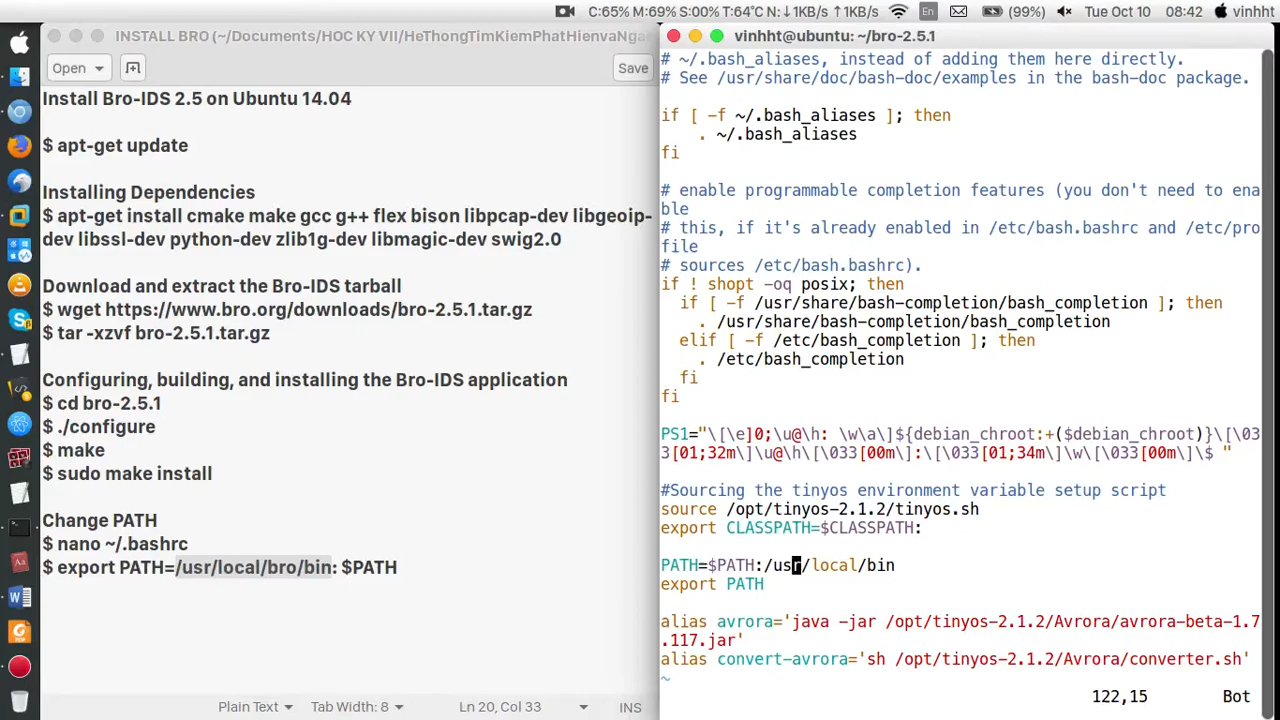 C:65% M:69% S:00% T:64°C N:↓1KB/s ↑1KB/s En (99%) Tue Oct 10 08:42 vinhht
INSTALL BRO (~/Documents/HOC KY VII/HeThongTimKiemPhatHienvaNga
Open Save
Install Bro-IDS 2.5 on Ubuntu 14.04
$ apt-get update
Installing Dependencies
$ apt-get install cmake make gcc g++ flex bison libpcap-dev libgeoip-
dev libssl-dev python-dev zlib1g-dev libmagic-dev swig2.0
Download and extract the Bro-IDS tarball
$ wget https://www.bro.org/downloads/bro-2.5.1.tar.gz
$ tar -xzvf bro-2.5.1.tar.gz
Configuring, building, and installing the Bro-IDS application
$ cd bro-2.5.1
$ ./configure
$ make
$ sudo make install
Change PATH
$ nano ~/.bashrc
$ export PATH=/usr/local/bro/bin: $PATH
Plain Text Tab Width: 8 Ln 20, Col 33 INS
vinhht@ubuntu: ~/bro-2.5.1
# ~/.bash_aliases, instead of adding them here directly.
# See /usr/share/doc/bash-doc/examples in the bash-doc package.
if [ -f ~/.bash_aliases ]; then
. ~/.bash_aliases
fi
# enable programmable completion features (you don't need to ena
ble
# this, if it's already enabled in /etc/bash.bashrc and /etc/pro
file
# sources /etc/bash.bashrc).
if ! shopt -oq posix; then
if [ -f /usr/share/bash-completion/bash_completion ]; then
. /usr/share/bash-completion/bash_completion
elif [ -f /etc/bash_completion ]; then
. /etc/bash_completion
fi
fi
PS1="\[\e]0;\u@\h: \w\a\]${debian_chroot:+($debian_chroot)}\[\03
3[01;32m\]\u@\h\[\033[00m\]:\[\033[01;34m\]\w\[\033[00m\]\$ "
#Sourcing the tinyos environment variable setup script
source /opt/tinyos-2.1.2/tinyos.sh
export CLASSPATH=$CLASSPATH:
PATH=$PATH:/usr/local/bin
export PATH
alias avrora='java -jar /opt/tinyos-2.1.2/Avrora/avrora-beta-1.7
.117.jar'
alias convert-avrora='sh /opt/tinyos-2.1.2/Avrora/converter.sh'
~
122,15 Bot